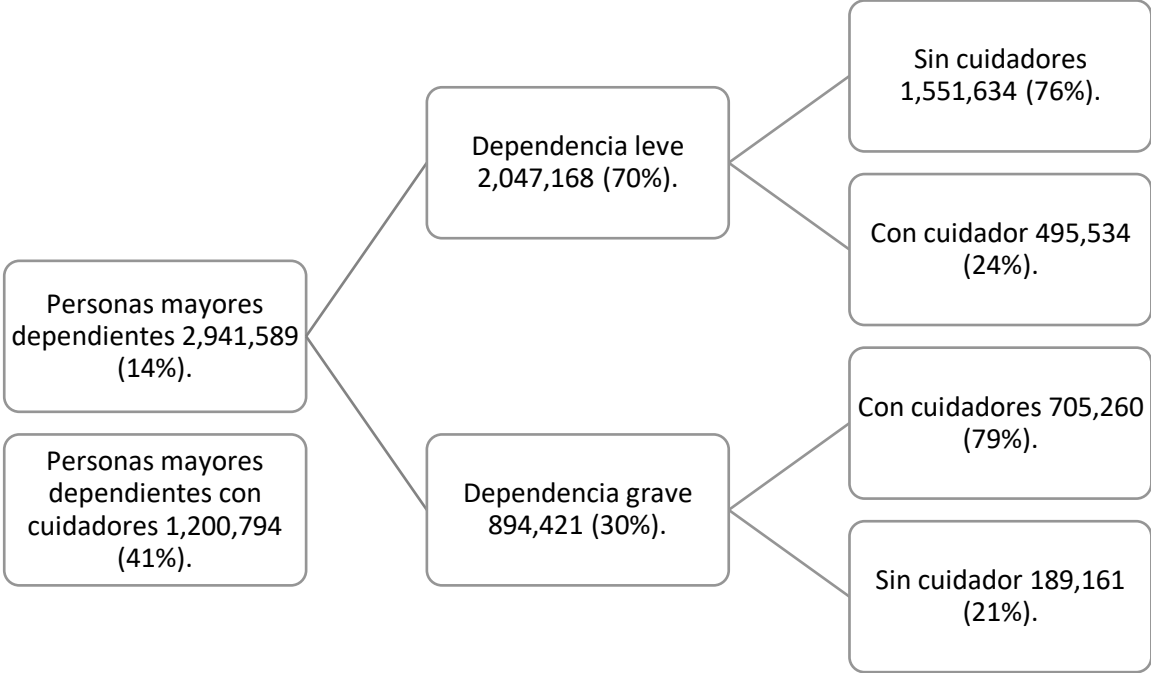 Personas mayores
dependientes 2,941,589
(14%).
Personas mayores
dependientes con
cuidadores 1,200,794
(41%).
Dependencia leve
2,047,168 (70%).
Dependencia grave
894,421 (30%).
Sin cuidadores
1,551,634 (76%).
Con cuidador 495,534
(24%).
Con cuidadores 705,260
(79%).
Sin cuidador 189,161
(21%).